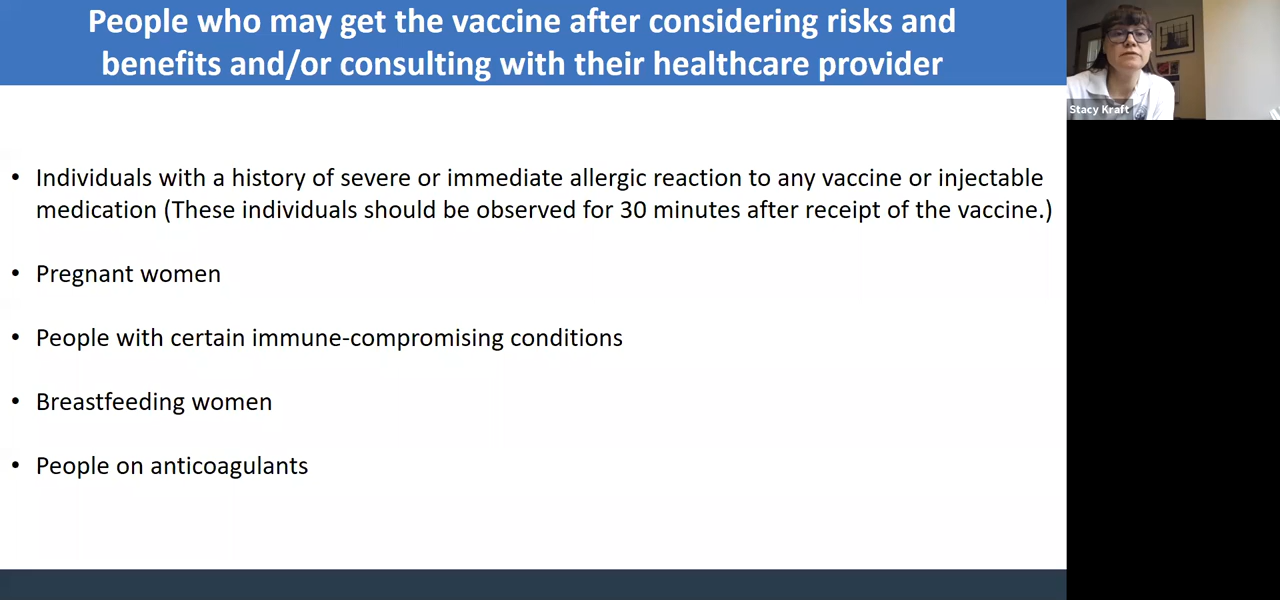 People who may get the vaccine after considering risks and
benefits and/or consulting with their healthcare provider
Stacy Kraft
• Individuals with a history of severe or immediate allergic reaction to any vaccine or injectable
medication (These individuals should be observed for 30 minutes after receipt of the vaccine.)
• Pregnant women
• People with certain immune-compromising conditions
• Breastfeeding women
• People on anticoagulants